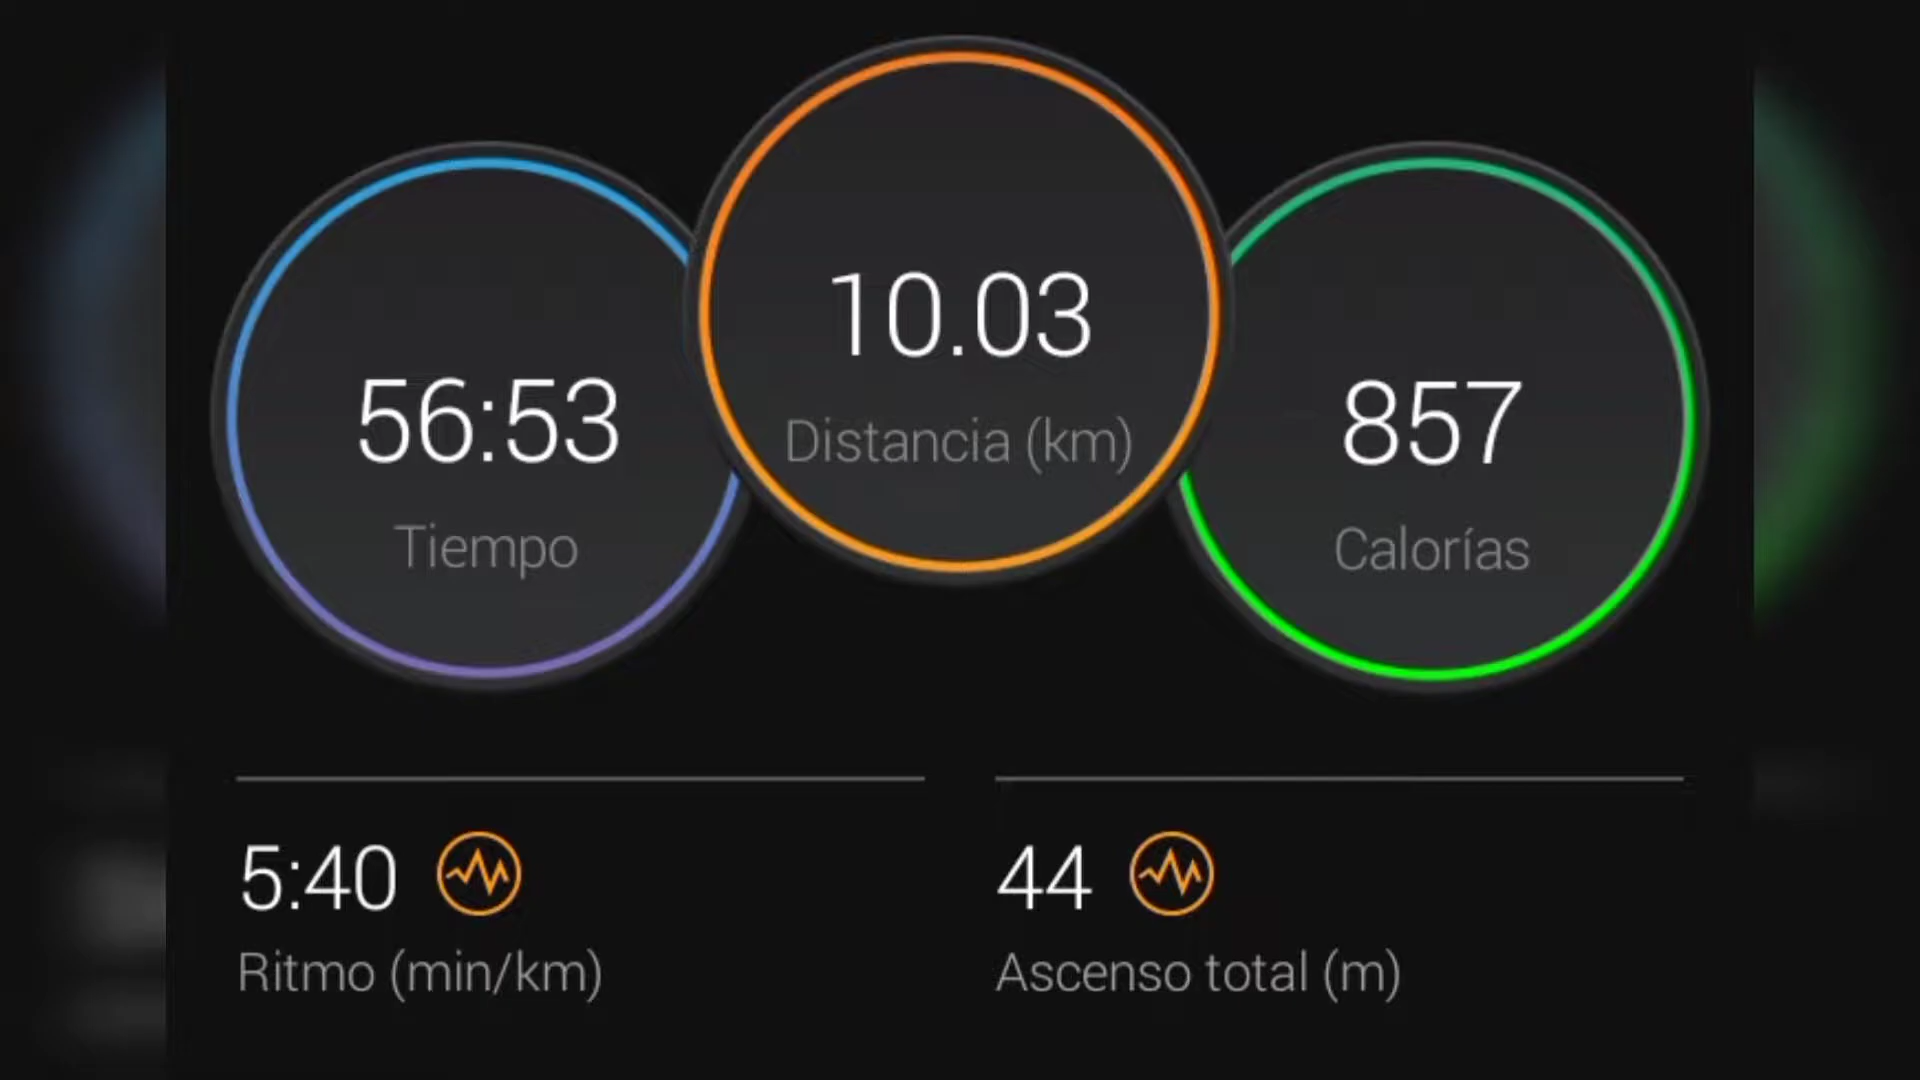 10.03
Distancia (km)
56:53
Tiempo
857
Calorías
5:40
Ritmo (min/km)
44
Ascenso total (m)